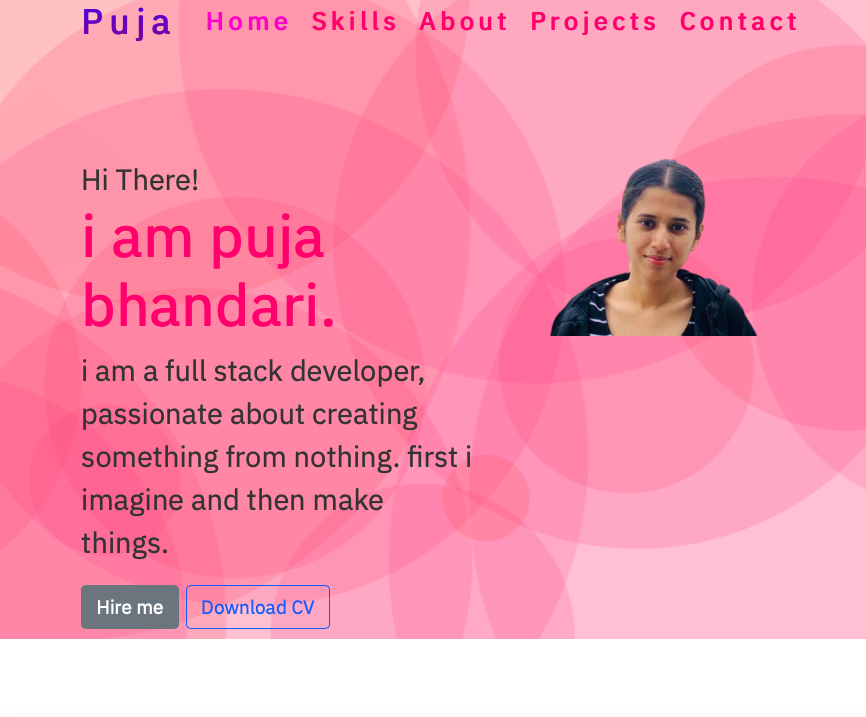 Puja Home Skills About Projects Contact
Hi There!
i am puja
bhandari.
i am a full stack developer,
passionate about creating
something from nothing. first i
imagine and then make
things.
Hire me Download CV